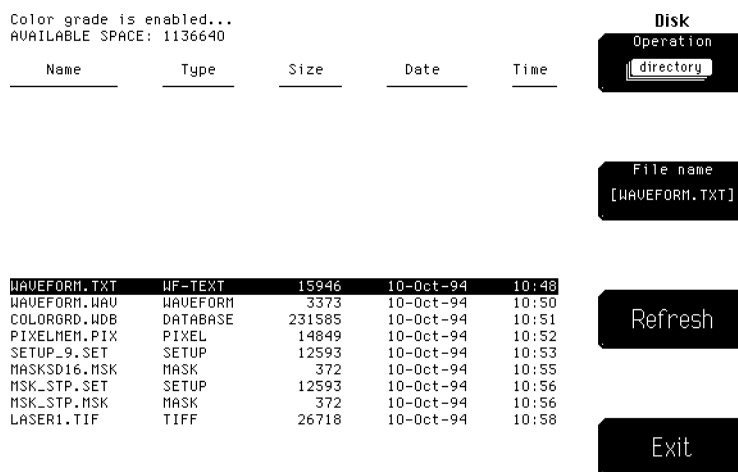 Color grade is enabled...
AVAILABLE SPACE: 1136640
Name Type Size Date Time
WAVEFORM.TXT WF-TEXT 15946 10-Oct-94 10:48
WAVEFORM.WAV WAVEFORM 3373 10-Oct-94 10:50
COLORGRD.WDB DATABASE 231585 10-Oct-94 10:51
PIXELMEM.PIX PIXEL 14849 10-Oct-94 10:52
SETUP_9.SET SETUP 12593 10-Oct-94 10:53
MASKSD16.MSK MASK 372 10-Oct-94 10:55
MSK_STP.SET SETUP 12593 10-Oct-94 10:56
MSK_STP.MSK MASK 372 10-Oct-94 10:56
LASER1.TIF TIFF 26718 10-Oct-94 10:58
Disk
Operation
directory
File name
[WAVEFORM.TXT]
Refresh
Exit